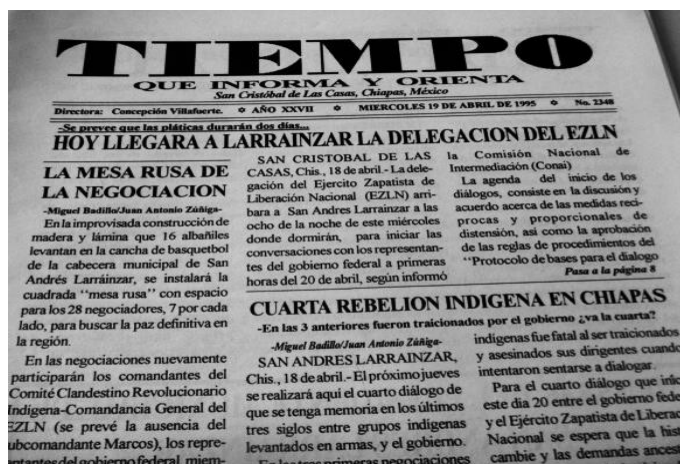 TIEMPO
QUE INFORMA Y ORIENTA
San Cristóbal de Las Casas, Chiapas, México
Directora: Concepción Villafuerte. ✡ AÑO XXVII ✡ MIERCOLES 19 DE ABRIL DE 1995 ✡ No. 2348
-Se prevee que las pláticas durarán dos días...
HOY LLEGARA A LARRAINZAR LA DELEGACION DEL EZLN
LA MESA RUSA DE
LA NEGOCIACION
-Miguel Badillo/Juan Antonio Zúñiga-
En la improvisada construcción de
madera y lámina que 16 albañiles
levantan en la cancha de basquetbol
de la cabecera municipal de San
Andrés Larráinzar, se instalará la
cuadrada "mesa rusa" con espacio
para los 28 negociadores, 7 por cada
lado, para buscar la paz definitiva en
la región.
En las negociaciones nuevamente
participarán los comandantes del
Comité Clandestino Revolucionario
Indígena-Comandancia General del
EZLN (se prevé la ausencia del
ubcomandante Marcos), los repre-
ntantes del gobierno federal, miem-
SAN CRISTOBAL DE LAS
CASAS, Chis., 18 de abril.- La dele-
gación del Ejercito Zapatista de
Liberación Nacional (EZLN) arri-
bara a San Andres Larrainzar a las
ocho de la noche de este miércoles
donde dormirán, para iniciar las
conversaciones con los representan-
tes del gobierno federal a primeras
horas del 20 de abril, según informó
la Comisión Nacional de
Intermediación (Conai)
La agenda del inicio de los
diálogos, consiste en la discusión y
acuerdo acerca de las medidas recí-
procas y proporcionales de
distensión, así como la aprobación
de las reglas de procedimientos del
"Protocolo de bases para el dialogo
Pasa a la página 8
CUARTA REBELION INDIGENA EN CHIAPAS
-En las 3 anteriores fueron traicionados por el gobierno ¿va la cuarta?
-Miguel Badillo/Juan Antonio Zúñiga-
SAN ANDRES LARRAINZAR,
Chis., 18 de abril.- El próximo jueves
se realizará aquí el cuarto diálogo de
que se tenga memoria en los últimos
tres siglos entre grupos indígenas
levantados en armas, y el gobierno.
En las tres primeras negociaciones
indígenas fue fatal al ser traicionados
y asesinados sus dirigentes cuando
intentaron sentarse a dialogar.
Para el cuarto diálogo que inic
este día 20 entre el gobierno fede
y el Ejército Zapatista de Liberac
Nacional se espera que la hist
cambie y las demandas ances